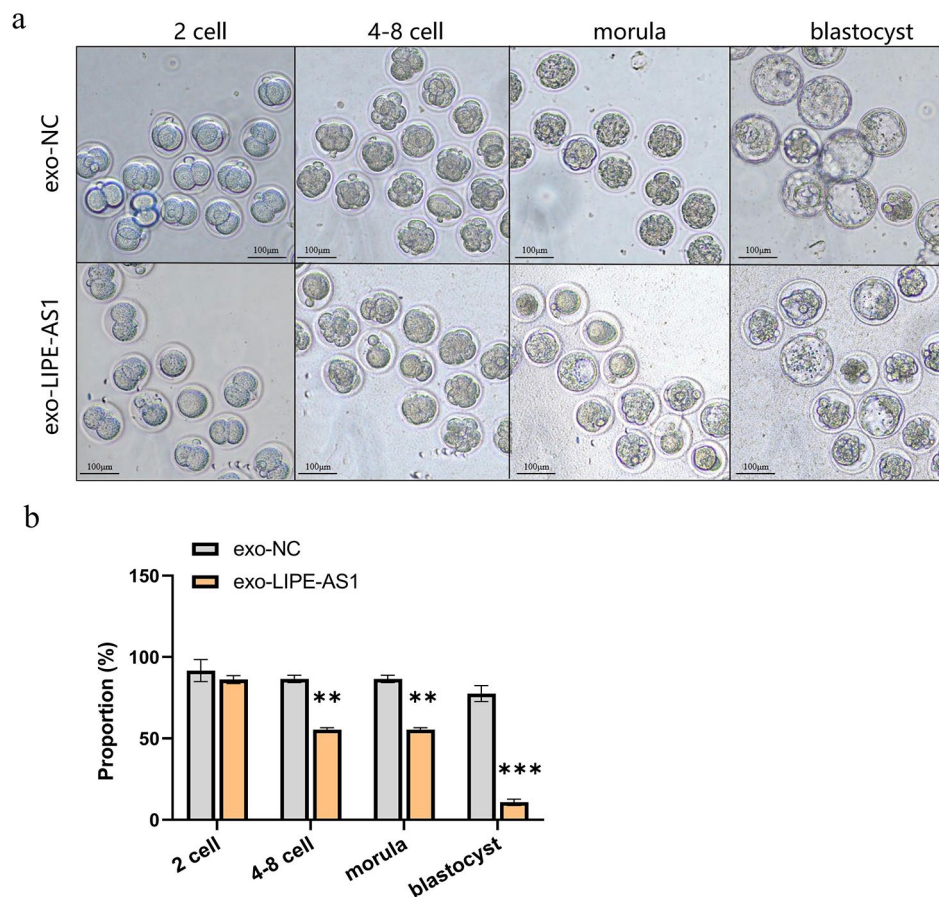 a
2 cell 4-8 cell morula blastocyst
exo-NC
100μm 100μm 100μm 100μm
exo-LIPE-AS1
100μm 100μm 100μm 100μm
b
exo-NC
exo-LIPE-AS1
Proportion (%)
150
100
50
0
** ** ***
2 cell 4-8 cell morula blastocyst